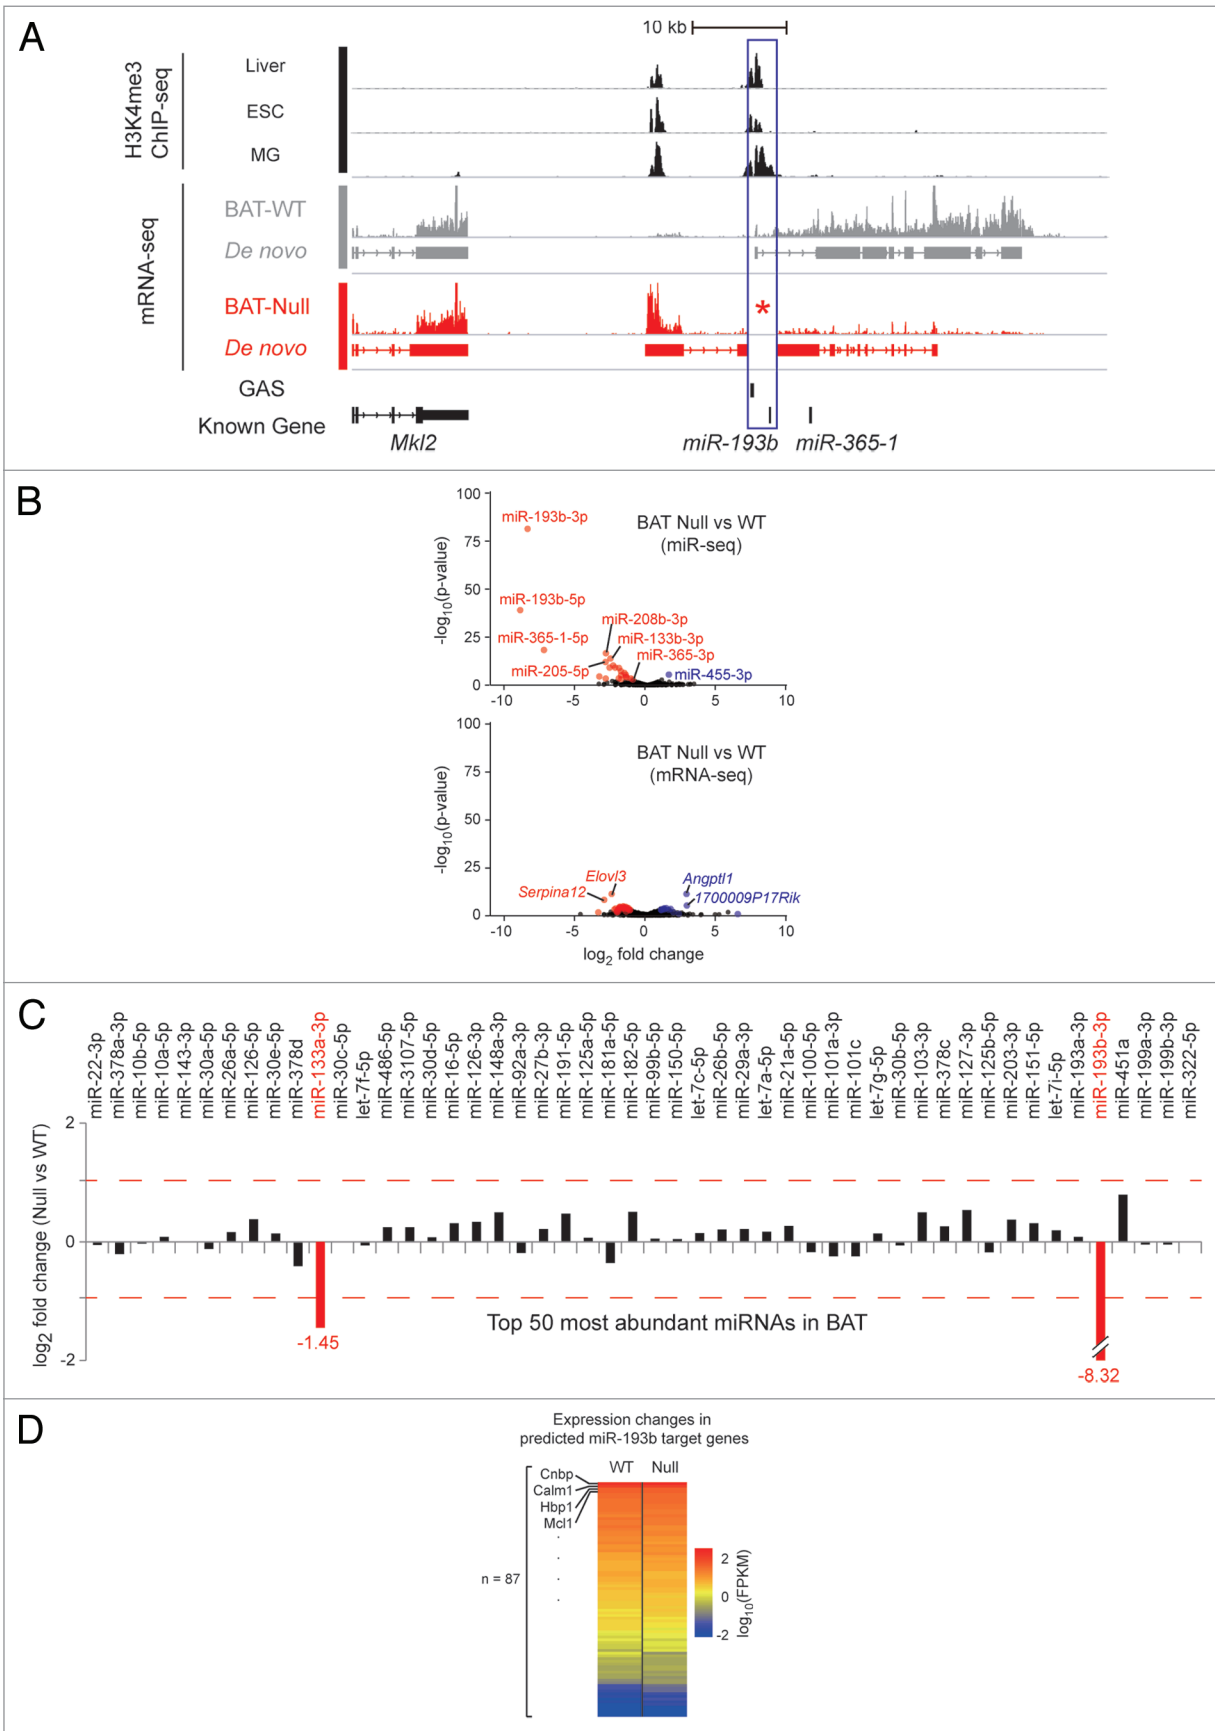 A
10 kb
H3K4me3
ChIP-seq
Liver
ESC
MG
mRNA-seq
BAT-WT
De novo
BAT-Null
*
De novo
GAS
Known Gene
Mkl2
miR-193b
miR-365-1
B
100
75
50
25
0
-log10(p-value)
BAT Null vs WT
(miR-seq)
miR-193b-3p
miR-193b-5p
miR-365-1-5p
miR-208b-3p
miR-133b-3p
miR-365-3p
miR-205-5p
miR-455-3p
-10
-5
0
5
10
100
75
50
25
0
-log10(p-value)
BAT Null vs WT
(mRNA-seq)
Elovl3
Serpina12
Angptl1
1700009P17Rik
-10
-5
0
5
10
log2 fold change
C
miR-22-3p
miR-378a-3p
miR-10b-5p
miR-10a-5p
miR-143-3p
miR-30a-5p
miR-26a-5p
miR-126-5p
miR-30e-5p
miR-378d
miR-133a-3p
miR-30c-5p
let-7f-5p
miR-486-5p
miR-3107-5p
miR-30d-5p
miR-16-5p
miR-126-3p
miR-148a-3p
miR-92a-3p
miR-27b-3p
miR-191-5p
miR-125a-5p
miR-181a-5p
miR-182-5p
miR-99b-5p
miR-150-5p
let-7c-5p
miR-26b-5p
miR-29a-3p
let-7a-5p
miR-21a-5p
miR-100-5p
miR-101a-3p
miR-101c
let-7g-5p
miR-30b-5p
miR-103-3p
miR-378c
miR-127-3p
miR-125b-5p
miR-203-3p
miR-151-5p
let-7i-5p
miR-193a-3p
miR-193b-3p
miR-451a
miR-199a-3p
miR-199b-3p
miR-322-5p
log2 fold change (Null vs WT)
2
0
-2
-1.45
Top 50 most abundant miRNAs in BAT
-8.32
D
Expression changes in
predicted miR-193b target genes
WT
Null
Cnbp
Calm1
Hbp1
Mcl1
n = 87
2
0
-2
log10(FPKM)